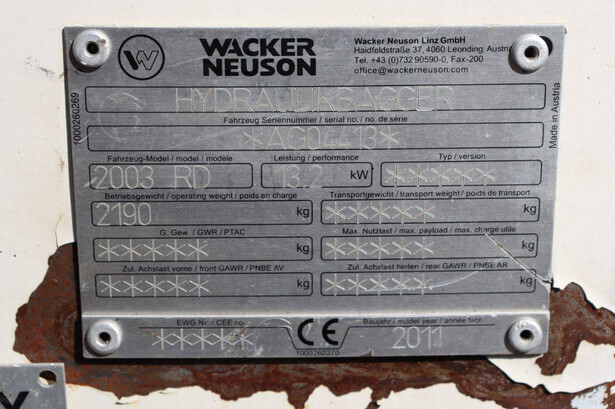 WACKER
NEUSON
Wacker Neuson Linz GmbH
Haidfeldstraße 37, 4060 Leonding, Austria
Tel. +43 (0)732 90590-0, Fax-200
office@wackerneuson.com
1000260269
Made in Austria
HYDRAULIKBAGGER
Fahrzeug Seriennummer / serial no. / no. de série
Fahrzeug-Model / model / modèle
Leistung / performance
Typ / version
2003 RD
13,2 kW
*****
Betriebsgewicht / operating weight / poids en charge
Transportgewicht / transport weight / poids de transport
2190 kg
***** kg
G. Gew. / GWR / PTAC
Max. Nutzlast / max. payload / max. charge utile
***** kg
***** kg
Zul. Achslast vorne / front GAWR / PNBE AV
Zul. Achslast hinten / rear GAWR / PNBE AR
***** kg
***** kg
EWG Nr. / CEE no.
CE
Baujahr / model year / année fabr.
*****
2011
1000260270